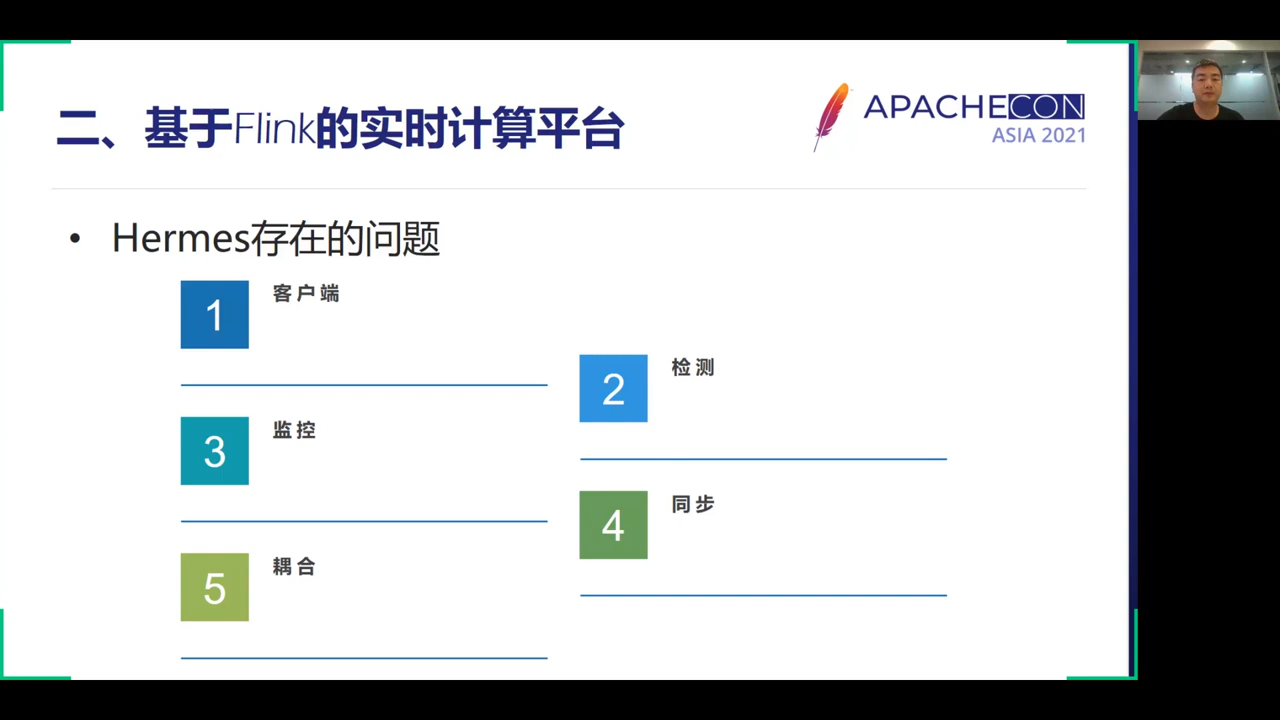 二、基于Flink的实时计算平台
APACHECON
ASIA 2021
• Hermes存在的问题
1 客户端
2 检测
3 监控
4 同步
5 耦合